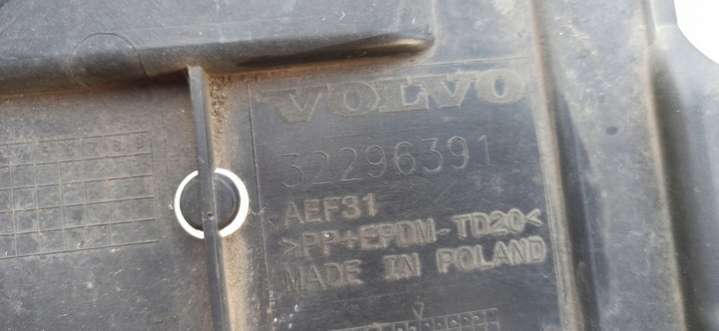 VOLVO
32296391
AEF31
>PP+EPDM-TD20<
MADE IN POLAND